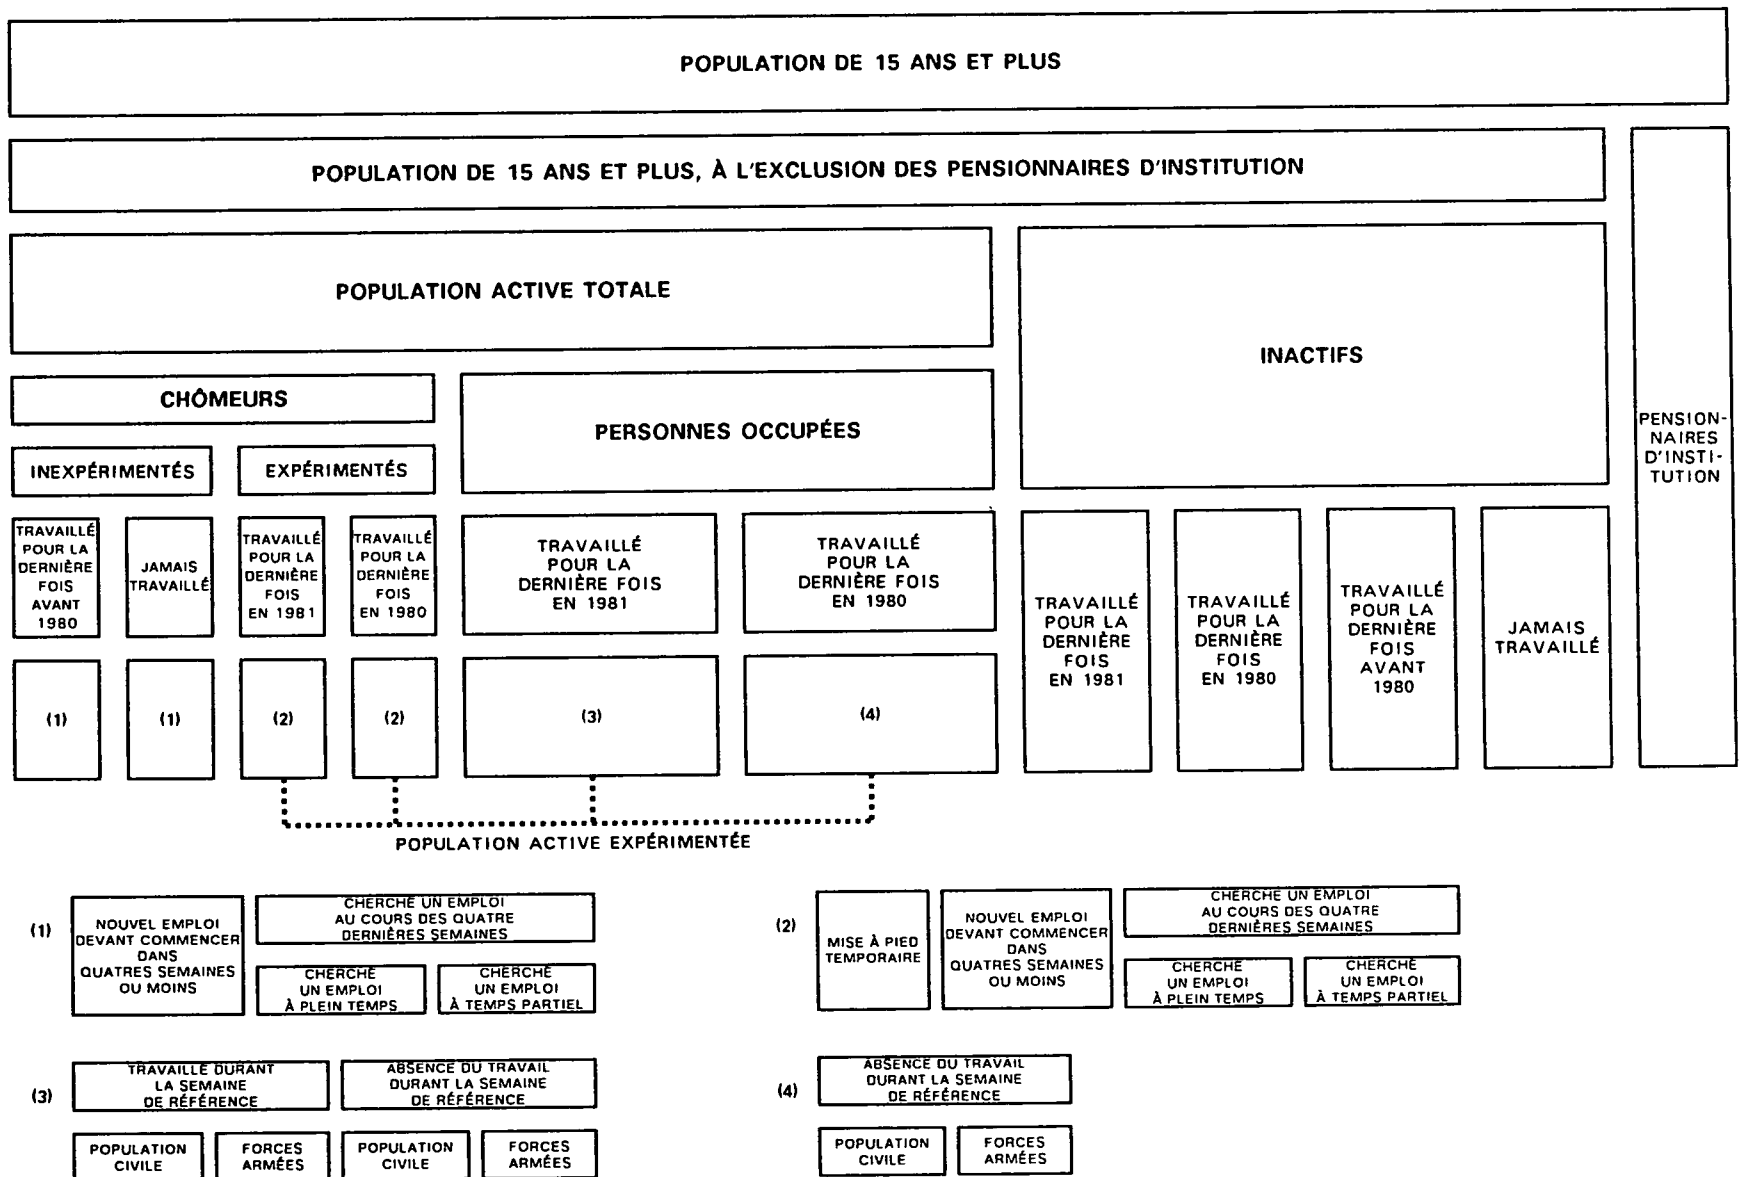 POPULATION DE 15 ANS ET PLUS
POPULATION DE 15 ANS ET PLUS, À L'EXCLUSION DES PENSIONNAIRES D'INSTITUTION
POPULATION ACTIVE TOTALE
INACTIFS
PENSION-
NAIRES
D'INSTI-
TUTION
CHÔMEURS
PERSONNES OCCUPÉES
INEXPÉRIMENTÉS
EXPÉRIMENTÉS
TRAVAILLÉ
POUR LA
DERNIÈRE
FOIS
AVANT
1980
JAMAIS
TRAVAILLÉ
TRAVAILLÉ
POUR LA
DERNIÈRE
FOIS
EN 1981
TRAVAILLÉ
POUR LA
DERNIÈRE
FOIS
EN 1980
TRAVAILLÉ
POUR LA
DERNIÈRE FOIS
EN 1981
TRAVAILLÉ
POUR LA
DERNIÈRE FOIS
EN 1980
TRAVAILLÉ
POUR LA
DERNIÈRE
FOIS
EN 1981
TRAVAILLÉ
POUR LA
DERNIÈRE
FOIS
EN 1980
TRAVAILLÉ
POUR LA
DERNIÈRE
FOIS
AVANT
1980
JAMAIS
TRAVAILLÉ
(1)
(1)
(2)
(2)
(3)
(4)
POPULATION ACTIVE EXPÉRIMENTÉE
(1)
NOUVEL EMPLOI
DEVANT COMMENCER
DANS
QUATRES SEMAINES
OU MOINS
CHERCHÉ UN EMPLOI
AU COURS DES QUATRE
DERNIÈRES SEMAINES
CHERCHÉ
UN EMPLOI
À PLEIN TEMPS
CHERCHÉ
UN EMPLOI
À TEMPS PARTIEL
(2)
MISE À PIED
TEMPORAIRE
NOUVEL EMPLOI
DEVANT COMMENCER
DANS
QUATRES SEMAINES
OU MOINS
CHERCHÉ UN EMPLOI
AU COURS DES QUATRE
DERNIÈRES SEMAINES
CHERCHÉ
UN EMPLOI
À PLEIN TEMPS
CHERCHÉ
UN EMPLOI
À TEMPS PARTIEL
(3)
TRAVAILLÉ DURANT
LA SEMAINE
DE RÉFÉRENCE
ABSENCE DU TRAVAIL
DURANT LA SEMAINE
DE RÉFÉRENCE
POPULATION
CIVILE
FORCES
ARMÉES
POPULATION
CIVILE
FORCES
ARMÉES
(4)
ABSENCE DU TRAVAIL
DURANT LA SEMAINE
DE RÉFÉRENCE
POPULATION
CIVILE
FORCES
ARMÉES